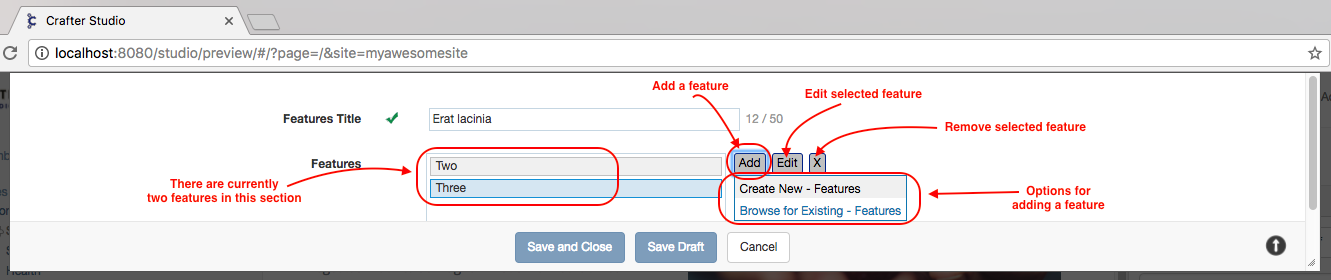 Crafter Studio
localhost:8080/studio/preview/#/?page=/&site=myawesomesite
Add a feature
Edit selected feature
Features Title
Erat lacinia
12 / 50
Remove selected feature
Features
Two
Add
Edit
X
There are currently
two features in this section
Three
Create New - Features
Browse for Existing - Features
Options for
adding a feature
Save and Close
Save Draft
Cancel